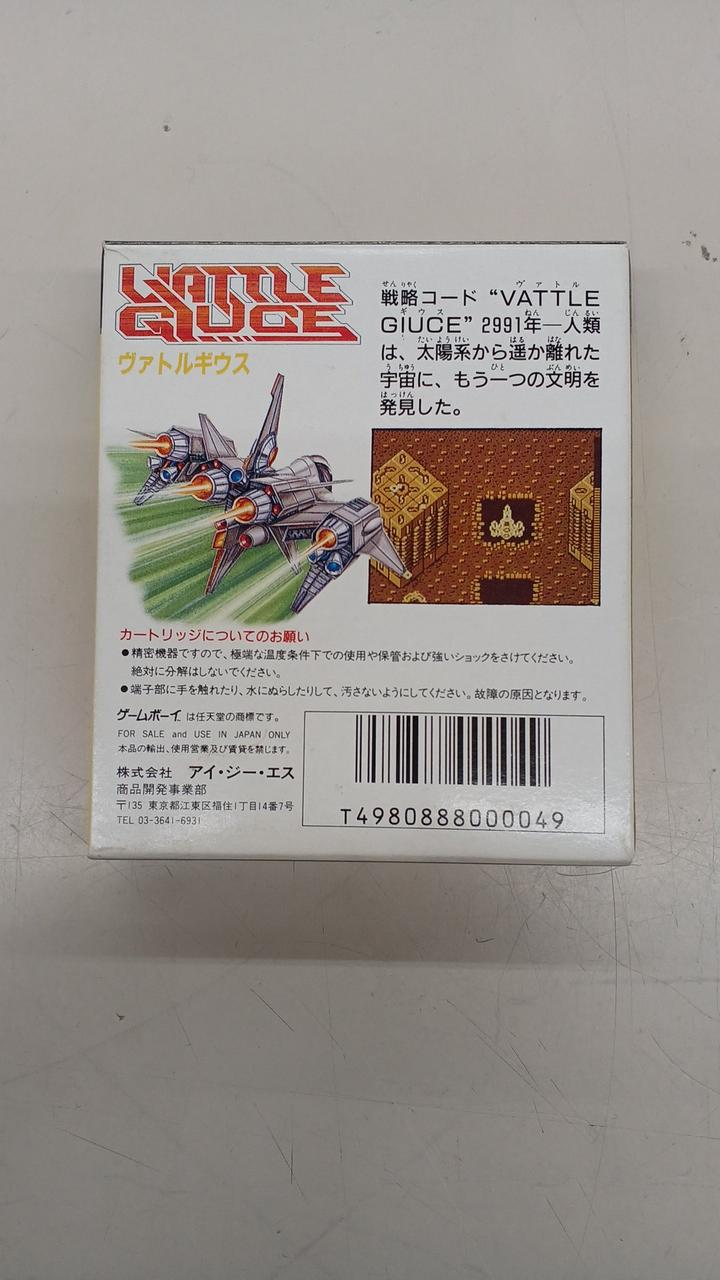 VATTLE
GIUCE
ヴァトルギウス
戦略コード “VATTLE
GIUCE” 2991年—人類
は、太陽系から遥か離れた
宇宙に、もう一つの文明を
発見した。
カートリッジについてのお願い
●精密機器ですので、極端な温度条件下での使用や保管および強いショックをさけてください。
絶対に分解はしないでください。
●端子部に手を触れたり、水にぬらしたりして、汚さないようにしてください。故障の原因となります。
ゲームボーイ は任天堂の商標です。
FOR SALE and USE IN JAPAN ONLY
本品の輸出、使用営業及び賃貸を禁じます。
株式会社 アイ・ジー・エス
商品開発事業部
〒135 東京都江東区福住1丁目14番7号
TEL 03-3641-6931
T4980888000049